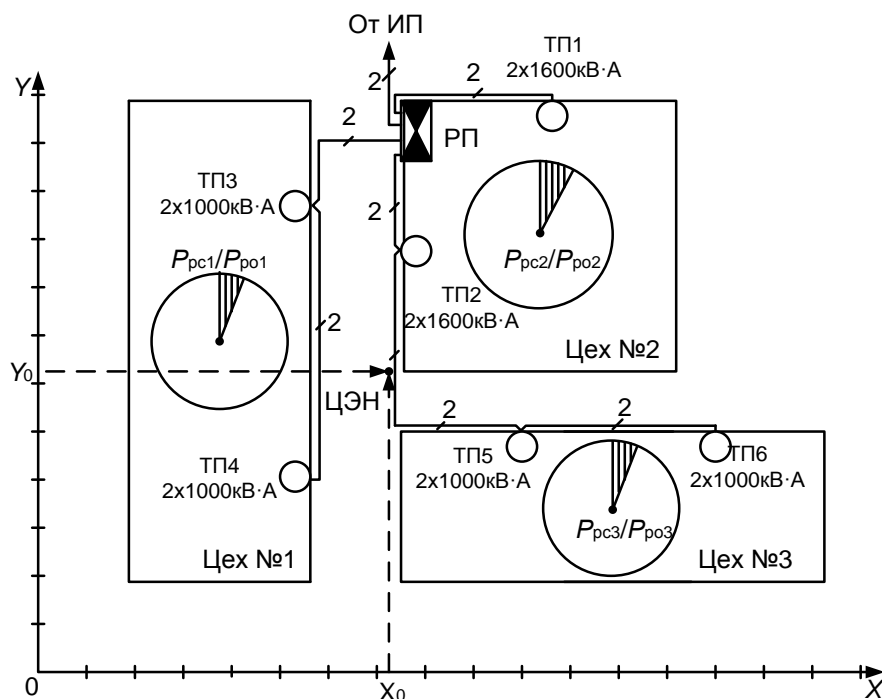 От ИП
ТП1
2х1600кВ·А
2
2
Y
2
РП
ТП3
2х1000кВ·А
2
Pрс1/Pро1
Pрс2/Pро2
ТП2
2х1600кВ·А
2
Цех №2
Y0
ЦЭН
2
2
ТП4
2х1000кВ·А
ТП5
2х1000кВ·А
ТП6
2х1000кВ·А
Pрс3/Pро3
Цех №1
Цех №3
0
X0
X